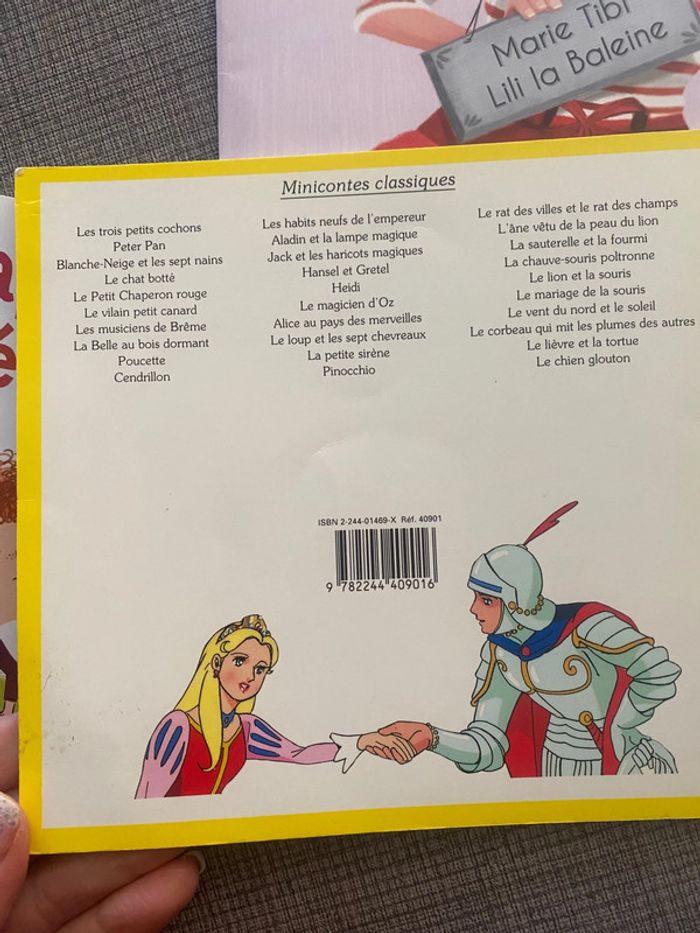 Marie Tibi
Lili la Baleine
Minicontes classiques
Les trois petits cochons
Peter Pan
Blanche-Neige et les sept nains
Le chat botté
Le Petit Chaperon rouge
Le vilain petit canard
Les musiciens de Brême
La Belle au bois dormant
Poucette
Cendrillon
Les habits neufs de l'empereur
Aladin et la lampe magique
Jack et les haricots magiques
Hansel et Gretel
Heidi
Le magicien d'Oz
Alice au pays des merveilles
Le loup et les sept chevreaux
La petite sirène
Pinocchio
Le rat des villes et le rat des champs
L'âne vêtu de la peau du lion
La sauterelle et la fourmi
La chauve-souris poltronne
Le lion et la souris
Le mariage de la souris
Le vent du nord et le soleil
Le corbeau qui mit les plumes des autres
Le lièvre et la tortue
Le chien glouton
ISBN 2-244-01469-X Réf. 40901
9 782244 409016